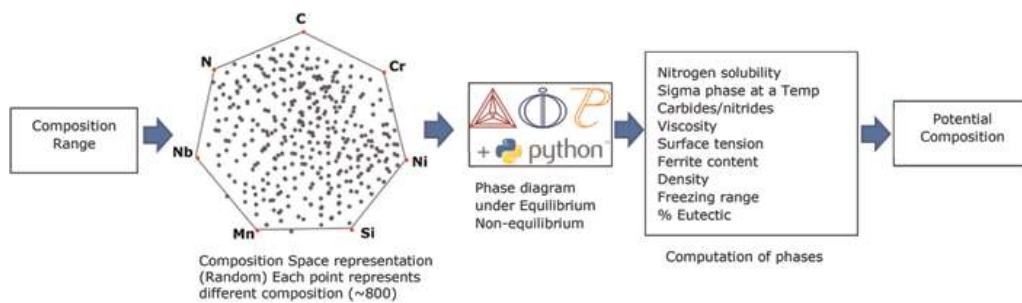 Composition
Range
C
N
Cr
Nb
Ni
Mn
Si
Composition Space representation
(Random) Each point represents
different composition (~800)
+ python™
Phase diagram
under Equilibrium
Non-equilibrium
Nitrogen solubility
Sigma phase at a Temp
Carbides/nitrides
Viscosity
Surface tension
Ferrite content
Density
Freezing range
% Eutectic
Computation of phases
Potential
Composition